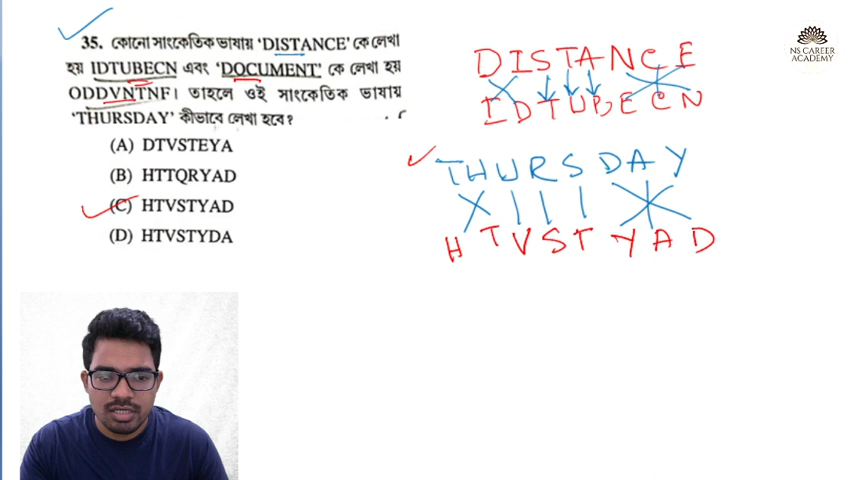 35. কোনো সাংকেতিক ভাষায় 'DISTANCE' কে লেখা
হয় IDTUBECN এবং 'DOCUMENT' কে লেখা হয়
ODDVNTNF। তাহলে ওই সাংকেতিক ভাষায়
'THURSDAY' কীভাবে লেখা হবে?
(A) DTVSTEYA
(B) HTTQRYAD
(C) HTVSTYAD
(D) HTVSTYDA
DISTANCE
IDTUBECN
THURSDAY
HTVSTYAD
NS CAREER
ACADEMY